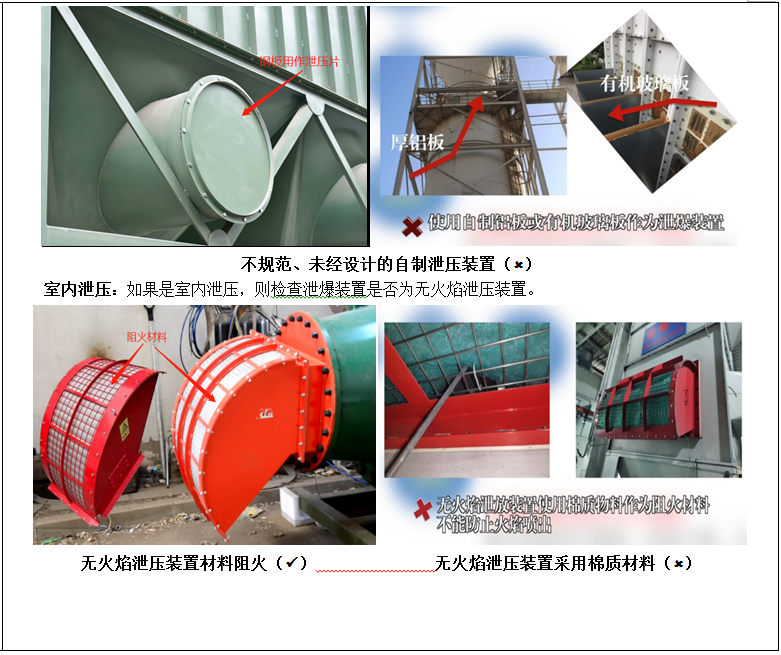 钢板用作泄压片
有机玻璃板
厚铝板
使用自制铝板或有机玻璃板作为泄爆装置
不规范、未经设计的自制泄压装置（×）
室内泄压：如果是室内泄压，则检查泄爆装置是否为无火焰泄压装置。
阻火材料
无火焰泄放装置使用棉质物料作为阻火材料
不能防止火焰喷出
无火焰泄压装置材料阻火（✓） 无火焰泄压装置采用棉质材料（×）